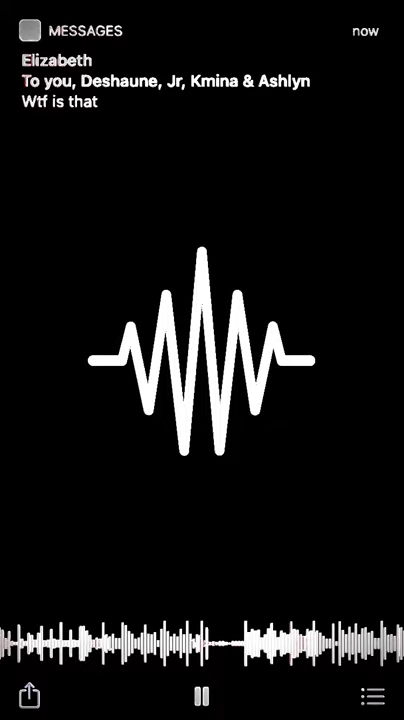 MESSAGES now
Elizabeth
To you, Deshaune, Jr, Kmina & Ashlyn
Wtf is that